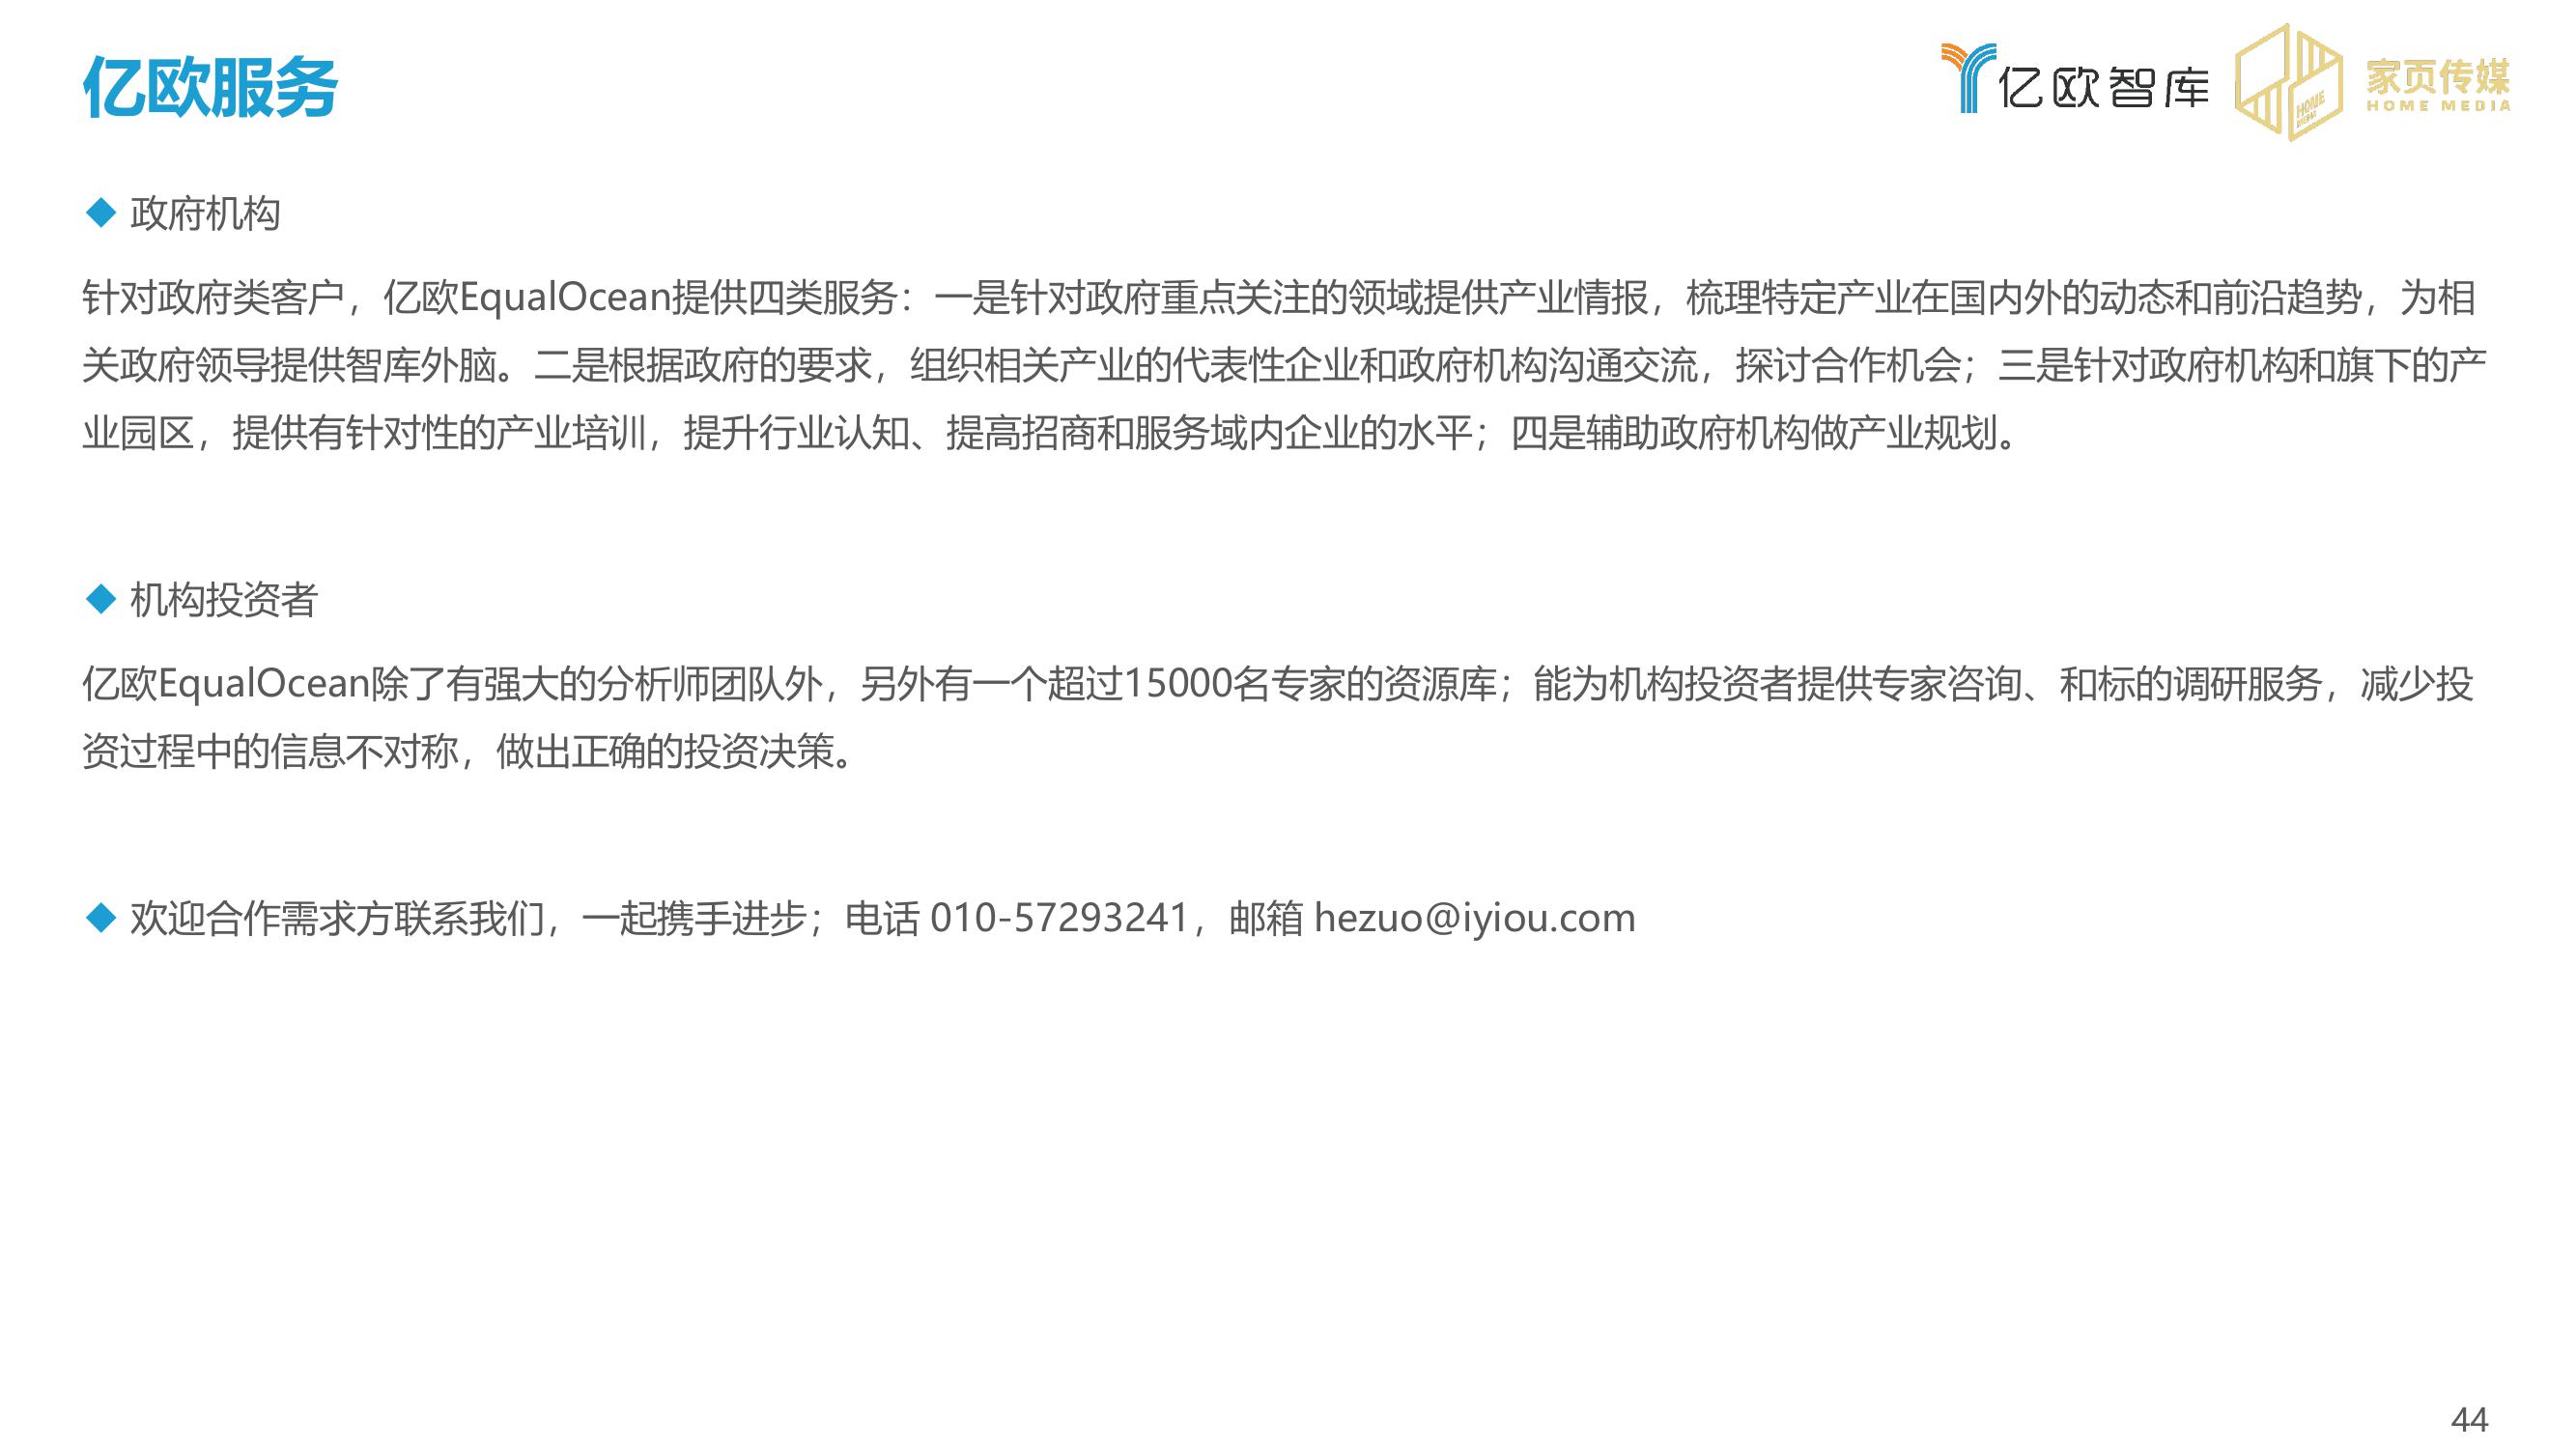 亿欧服务
亿欧智库
家页传媒
HOME MEDIA
HOME
◆ 政府机构
针对政府类客户，亿欧EqualOcean提供四类服务：一是针对政府重点关注的领域提供产业情报，梳理特定产业在国内外的动态和前沿趋势，为相
关政府领导提供智库外脑。二是根据政府的要求，组织相关产业的代表性企业和政府机构沟通交流，探讨合作机会；三是针对政府机构和旗下的产
业园区，提供有针对性的产业培训，提升行业认知、提高招商和服务域内企业的水平；四是辅助政府机构做产业规划。
◆ 机构投资者
亿欧EqualOcean除了有强大的分析师团队外，另外有一个超过15000名专家的资源库；能为机构投资者提供专家咨询、和标的调研服务，减少投
资过程中的信息不对称，做出正确的投资决策。
◆ 欢迎合作需求方联系我们，一起携手进步；电话 010-57293241，邮箱 hezuo@iyiou.com
44